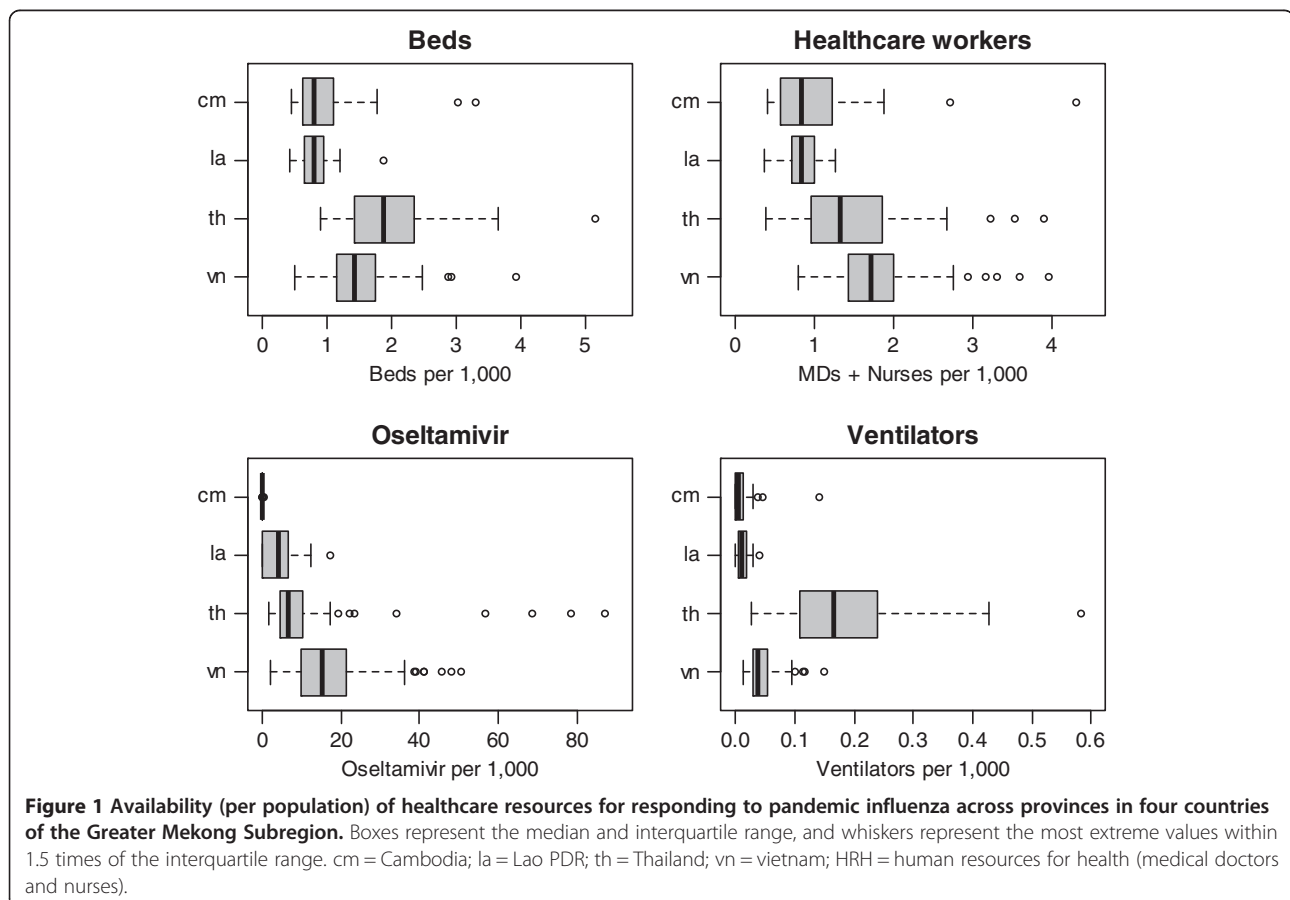 Beds
cm
la
th
vn
0 1 2 3 4 5
Beds per 1,000
Healthcare workers
cm
la
th
vn
0 1 2 3 4
MDs + Nurses per 1,000
Oseltamivir
cm
la
th
vn
0 20 40 60 80
Oseltamivir per 1,000
Ventilators
cm
la
th
vn
0.0 0.1 0.2 0.3 0.4 0.5 0.6
Ventilators per 1,000
Figure 1 Availability (per population) of healthcare resources for responding to pandemic influenza across provinces in four countries
of the Greater Mekong Subregion. Boxes represent the median and interquartile range, and whiskers represent the most extreme values within
1.5 times of the interquartile range. cm = Cambodia; la = Lao PDR; th = Thailand; vn = vietnam; HRH = human resources for health (medical doctors
and nurses).